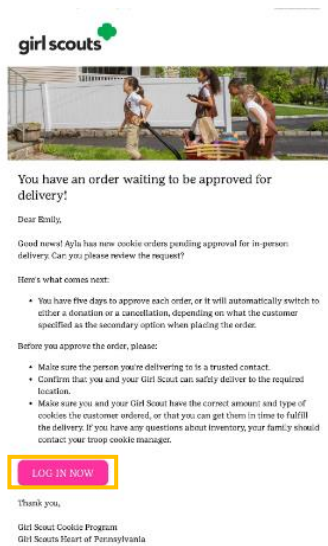 girl scouts
You have an order waiting to be approved for
delivery!
Dear Emily,
Good news! Ayla has new cookie orders pending approval for in-person
delivery. Can you please review the request?
Here's what comes next:
• You have five days to approve each order, or it will automatically switch to
either a donation or a cancellation, depending on what the customer
specified as the secondary option when placing the order.
Before you approve the order, please:
• Make sure the person you're delivering to is a trusted contact.
• Confirm that you and your Girl Scout can safely deliver to the required
location.
• Make sure you and your Girl Scout have the correct amount and type of
cookies the customer ordered, or that you can get them in time to fulfill
the delivery. If you have any questions about inventory, your family should
contact your troop cookie manager.
LOG IN NOW
Thank you,
Girl Scout Cookie Program
Girl Scouts Heart of Pennsylvania